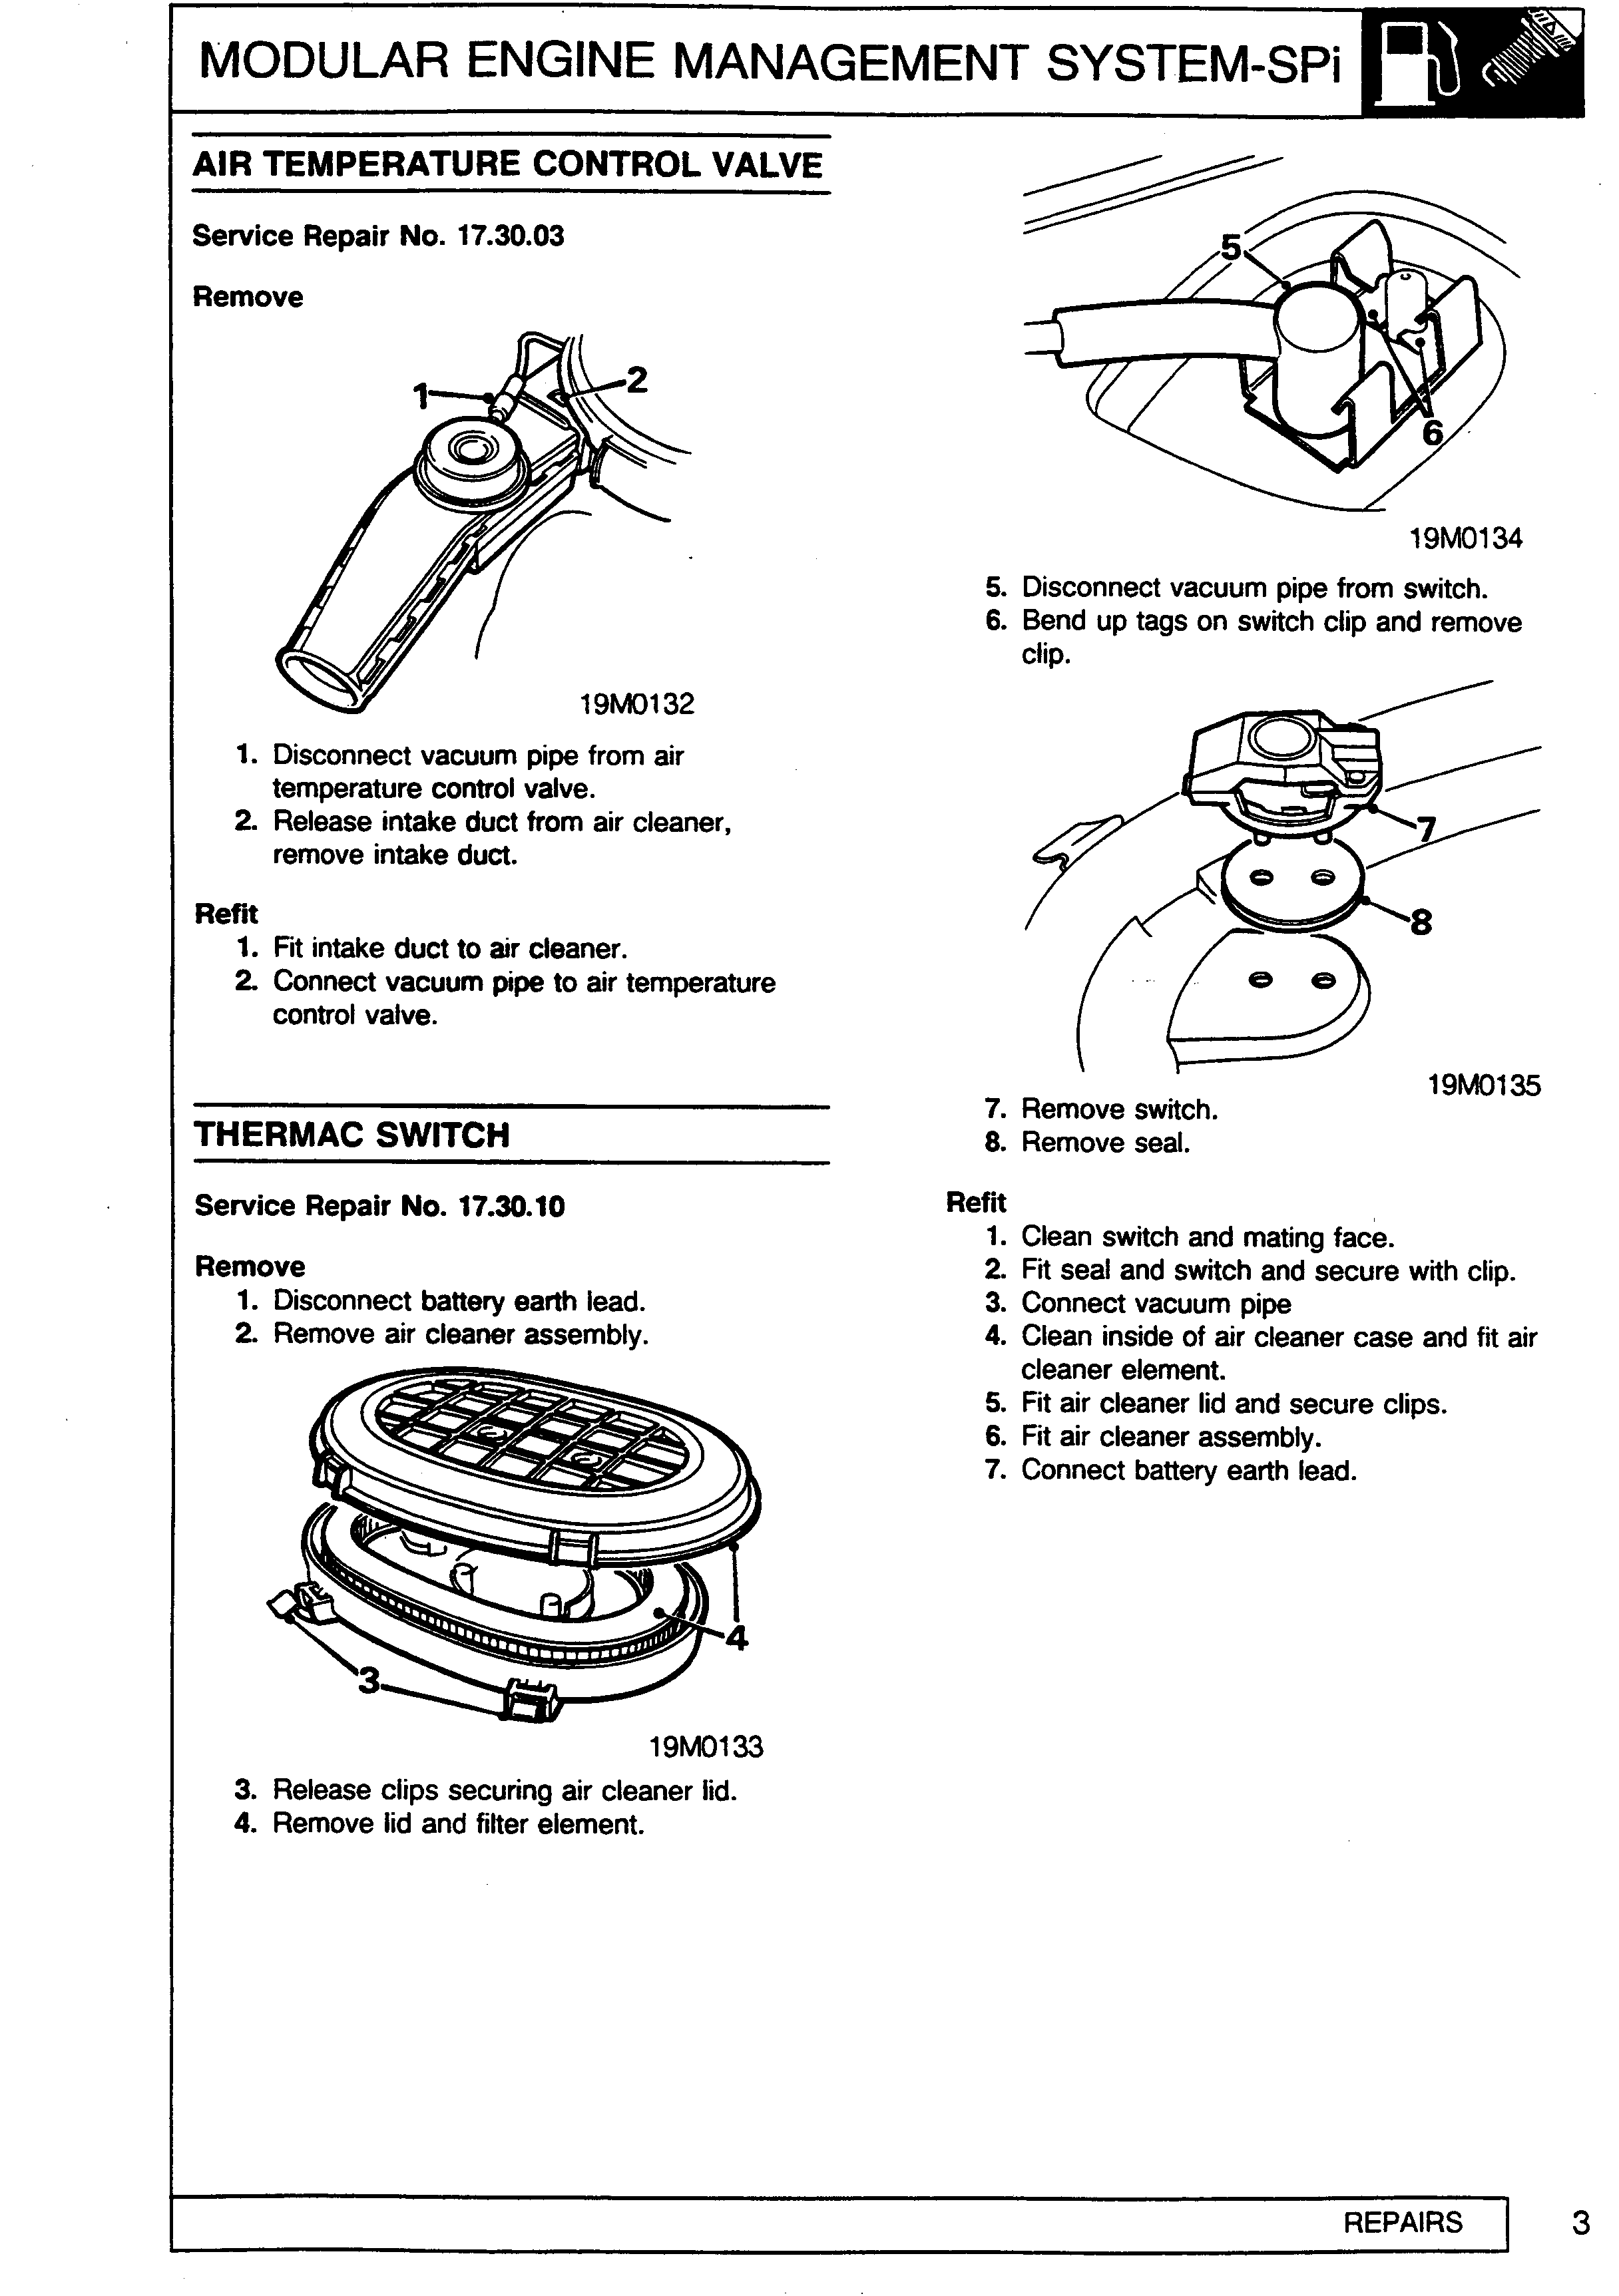 MODULAR ENGINE MANAGEMENT SYSTEM-SPi
AIR TEMPERATURE CONTROL VALVE
Service Repair No. 17.30.03
Remove
1
2
19M0132
1. Disconnect vacuum pipe from air
temperature control valve.
2. Release intake duct from air cleaner,
remove intake duct.
Refit
1. Fit intake duct to air cleaner.
2. Connect vacuum pipe to air temperature
control valve.
THERMAC SWITCH
Service Repair No. 17.30.10
Remove
1. Disconnect battery earth lead.
2. Remove air cleaner assembly.
4
3
19M0133
3. Release clips securing air cleaner lid.
4. Remove lid and filter element.
5
6
19M0134
5. Disconnect vacuum pipe from switch.
6. Bend up tags on switch clip and remove
clip.
7
8
19M0135
7. Remove switch.
8. Remove seal.
Refit
1. Clean switch and mating face.
2. Fit seal and switch and secure with clip.
3. Connect vacuum pipe
4. Clean inside of air cleaner case and fit air
cleaner element.
5. Fit air cleaner lid and secure clips.
6. Fit air cleaner assembly.
7. Connect battery earth lead.
REPAIRS
3